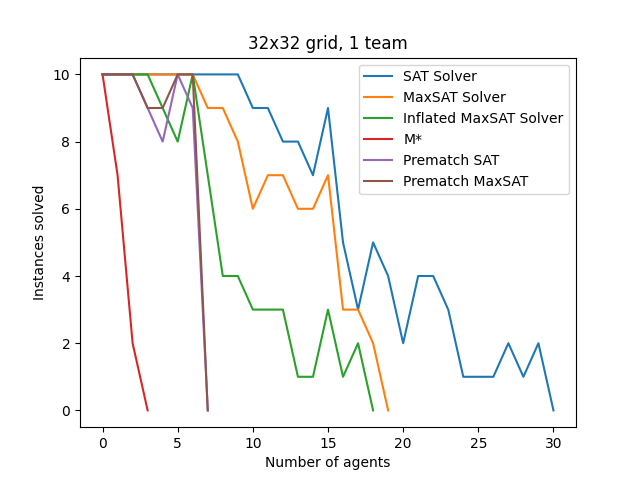 32x32 grid, 1 team
Instances solved
10
8
6
4
2
0
SAT Solver
MaxSAT Solver
Inflated MaxSAT Solver
M*
Prematch SAT
Prematch MaxSAT
0 5 10 15 20 25 30
Number of agents